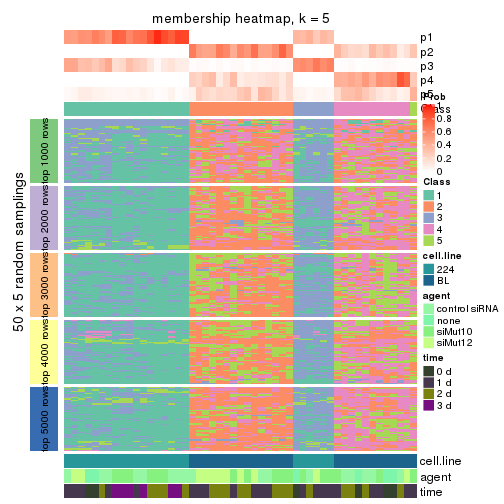 membership heatmap, k = 5
p1
p2
p3
p4
p5
Prob
1
0.8
0.6
0.4
0.2
0
Class
Class
1
2
3
4
5
cell.line
224
BL
agent
controlsiRNA
none
siMut10
siMut12
time
0 d
1 d
2 d
3 d
50 x 5 random samplings
top 1000 rows
top 2000 rows
top 3000 rows
top 4000 rows
top 5000 rows
cell.line
agent
time